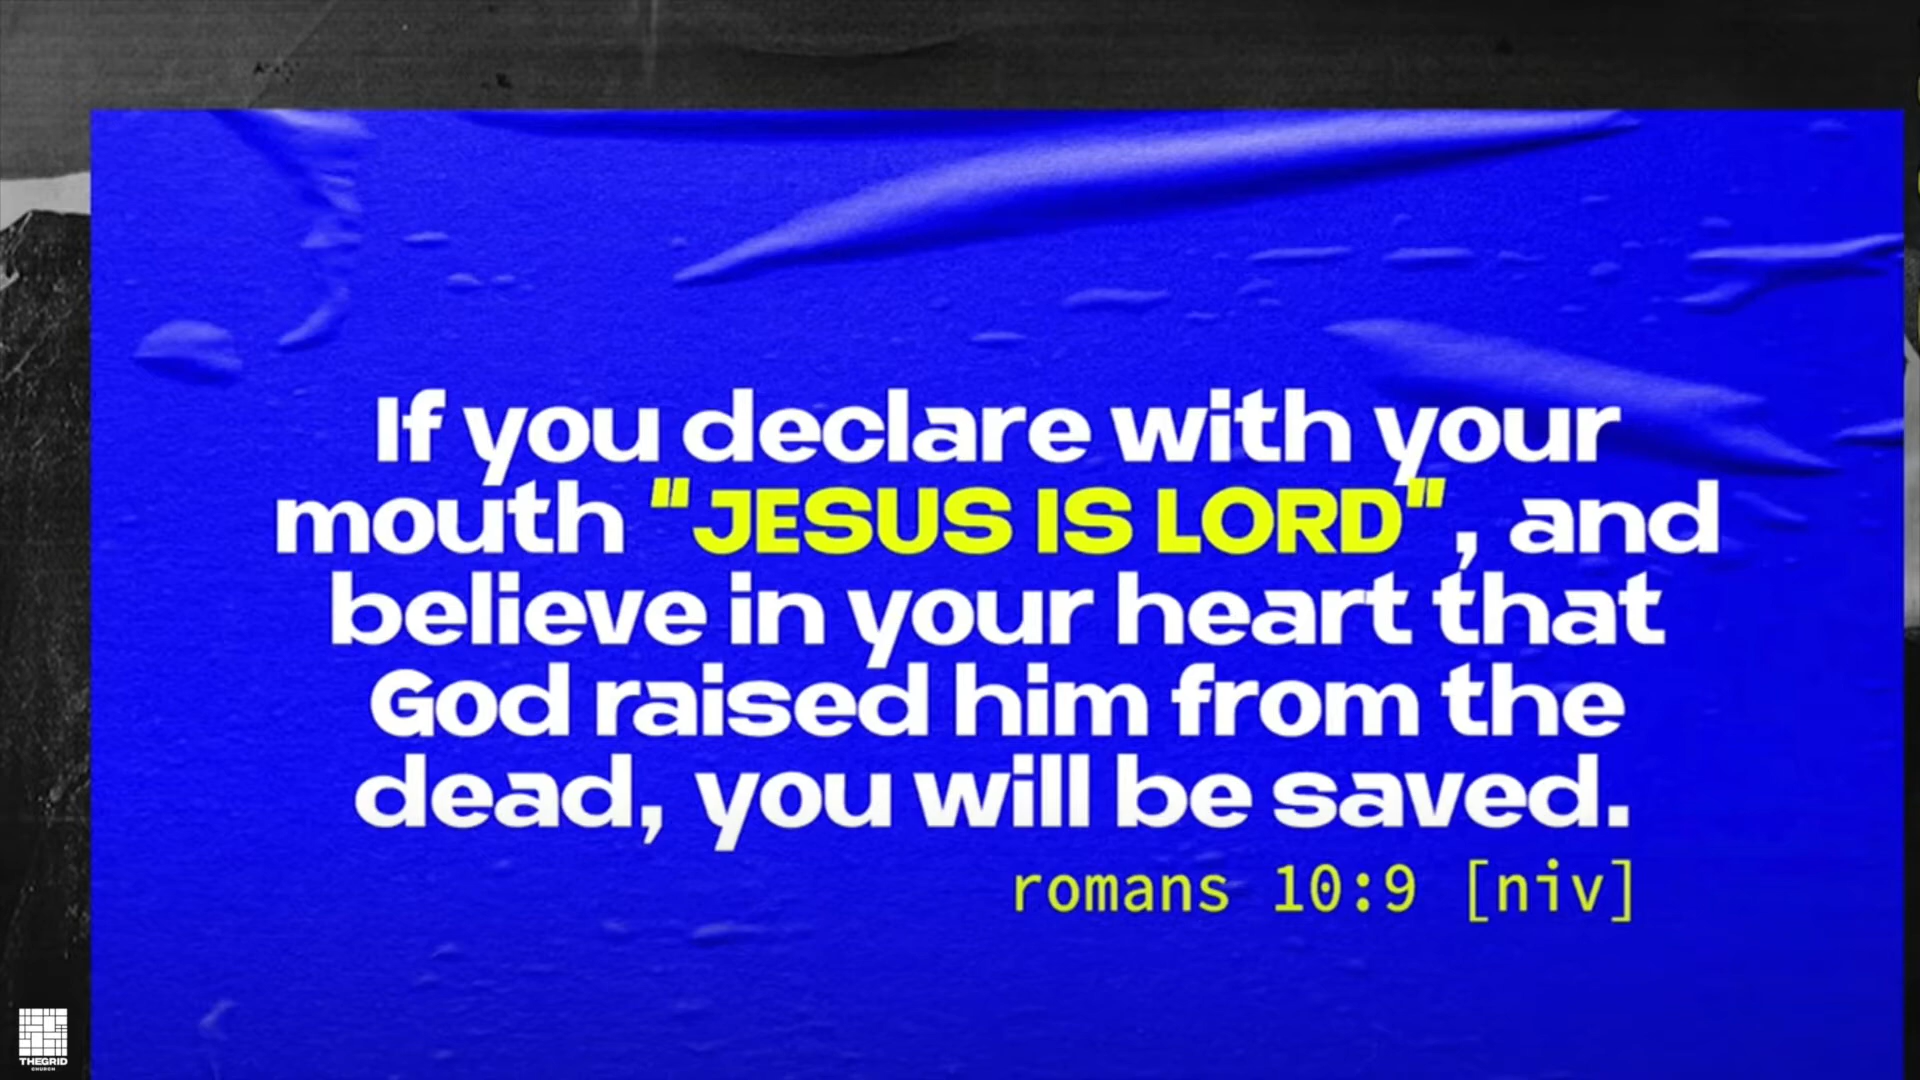 If you declare with your
mouth "JESUS IS LORD", and
believe in your heart that
God raised him from the
dead, you will be saved.
romans 10:9 [niv]
THEGRID
CHURCH